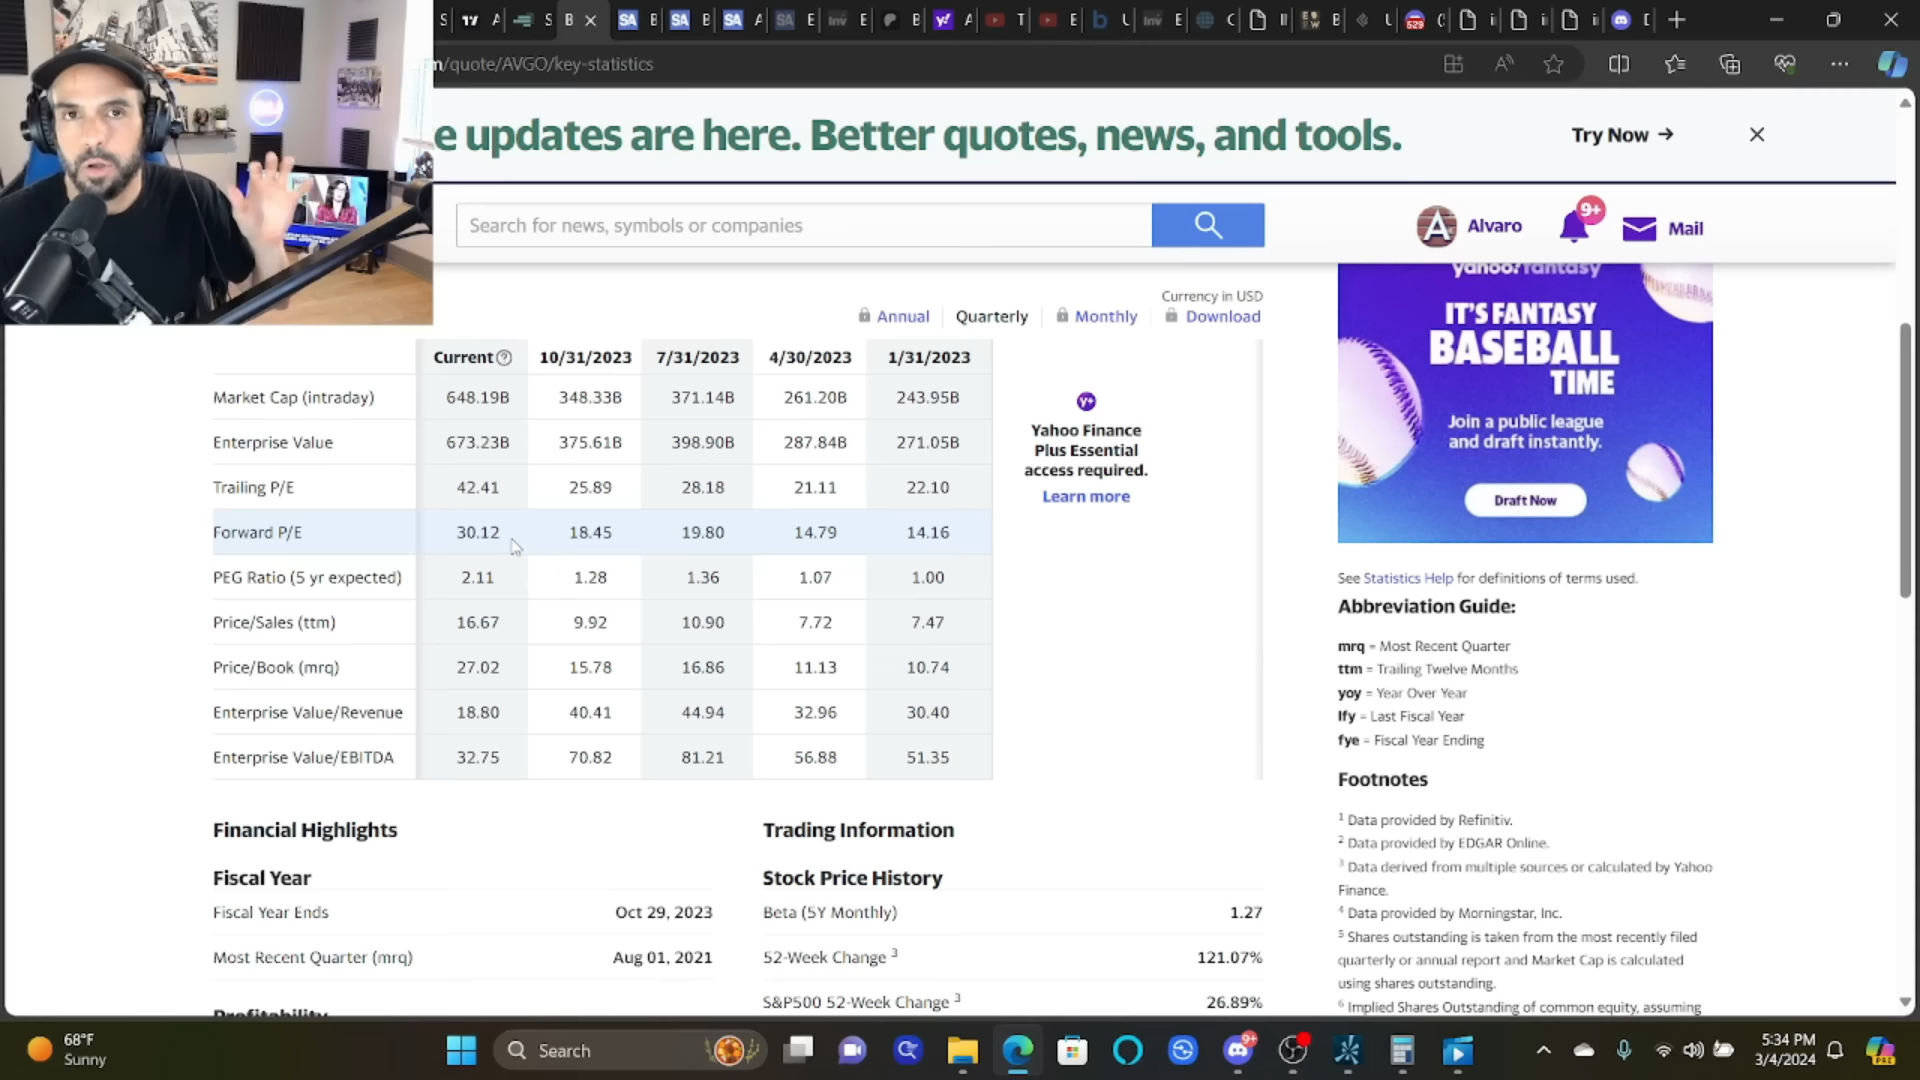 m/quote/AVGO/key-statistics
e updates are here. Better quotes, news, and tools.
Try Now →
Search for news, symbols or companies
Alvaro
9+
Mail
Currency in USD
Annual
Quarterly
Monthly
Download
Current 10/31/2023 7/31/2023 4/30/2023 1/31/2023
Market Cap (intraday) 648.19B 348.33B 371.14B 261.20B 243.95B
Enterprise Value 673.23B 375.61B 398.90B 287.84B 271.05B
Trailing P/E 42.41 25.89 28.18 21.11 22.10
Forward P/E 30.12 18.45 19.80 14.79 14.16
PEG Ratio (5 yr expected) 2.11 1.28 1.36 1.07 1.00
Price/Sales (ttm) 16.67 9.92 10.90 7.72 7.47
Price/Book (mrq) 27.02 15.78 16.86 11.13 10.74
Enterprise Value/Revenue 18.80 40.41 44.94 32.96 30.40
Enterprise Value/EBITDA 32.75 70.82 81.21 56.88 51.35
y+
Yahoo Finance
Plus Essential
access required.
Learn more
yahoo!fantasy
IT'S FANTASY
BASEBALL
TIME
Join a public league
and draft instantly.
Draft Now
See Statistics Help for definitions of terms used.
Abbreviation Guide:
mrq = Most Recent Quarter
ttm = Trailing Twelve Months
yoy = Year Over Year
lfy = Last Fiscal Year
fye = Fiscal Year Ending
Footnotes
1 Data provided by Refinitiv.
2 Data provided by EDGAR Online.
3 Data derived from multiple sources or calculated by Yahoo
Finance.
4 Data provided by Morningstar, Inc.
5 Shares outstanding is taken from the most recently filed
quarterly or annual report and Market Cap is calculated
using shares outstanding.
6 Implied Shares Outstanding of common equity, assuming
Financial Highlights
Fiscal Year
Fiscal Year Ends Oct 29, 2023
Most Recent Quarter (mrq) Aug 01, 2021
Profitability
Trading Information
Stock Price History
Beta (5Y Monthly) 1.27
52-Week Change 3 121.07%
S&P500 52-Week Change 3 26.89%
68°F
Sunny
Search
9+
5:34 PM
3/4/2024